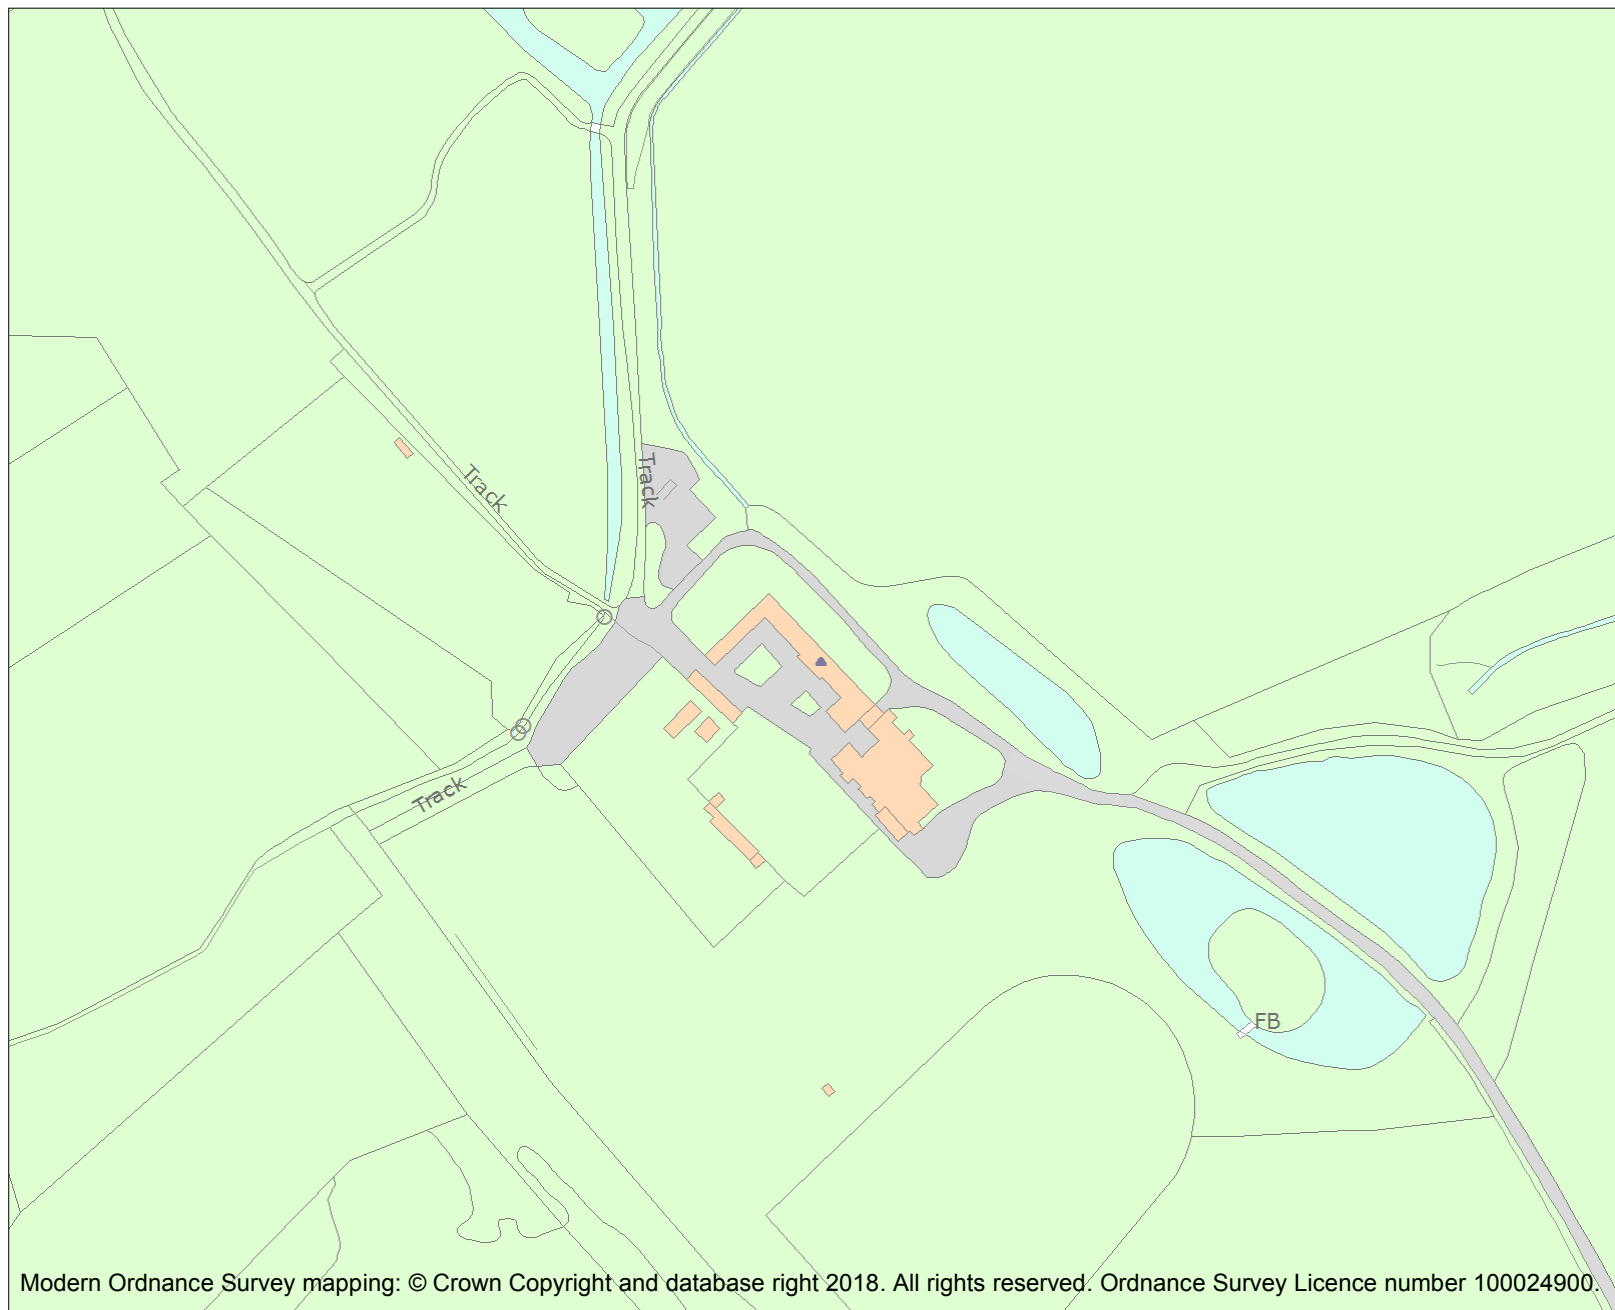 Track
Track
Track
FB
Modern Ordnance Survey mapping: © Crown Copyright and database right 2018. All rights reserved. Ordnance Survey Licence number 100024900.